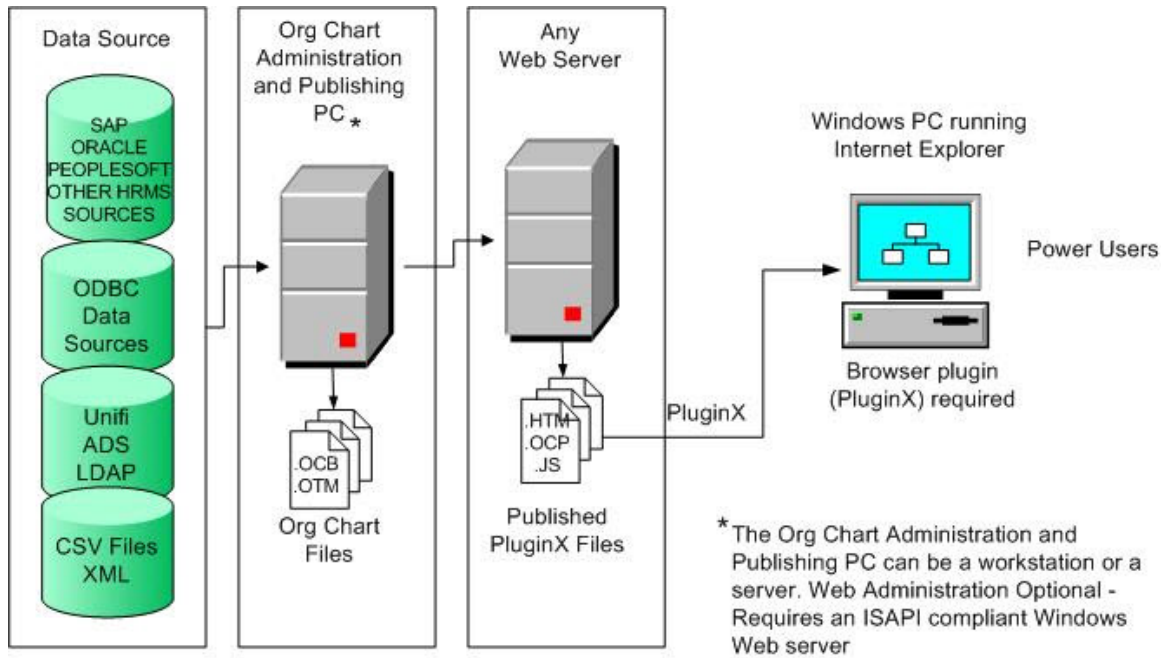 Data Source
SAP
ORACLE
PEOPLESOFT
OTHER HRMS
SOURCES
ODBC
Data
Sources
Unifi
ADS
LDAP
CSV Files
XML
Org Chart
Administration
and Publishing
PC *
.OCB
.OTM
Org Chart
Files
Any
Web Server
.HTM
.OCP
.JS
Published
PluginX Files
PluginX
Windows PC running
Internet Explorer
Power Users
Browser plugin
(PluginX) required
* The Org Chart Administration and
Publishing PC can be a workstation or a
server. Web Administration Optional -
Requires an ISAPI compliant Windows
Web server